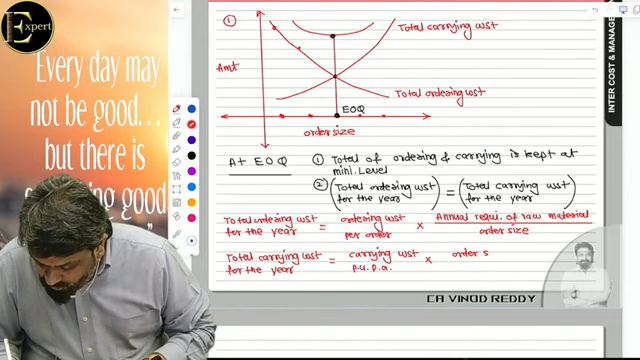 Expert
Every day may
not be good...
but there is
good
①
Amt
Total carrying cost
Total ordering cost
EOQ
order size
At EOQ
① Total of ordering & carrying is kept at
mini. Level
② (Total ordering cost for the year) = (Total carrying cost for the year)
Total ordering cost for the year = ordering cost per order × Annual requi. of raw material
order size
Total carrying cost for the year = carrying cost p.u.p.a. × order s
CA VINOD REDDY
INTER COST & MANAGE